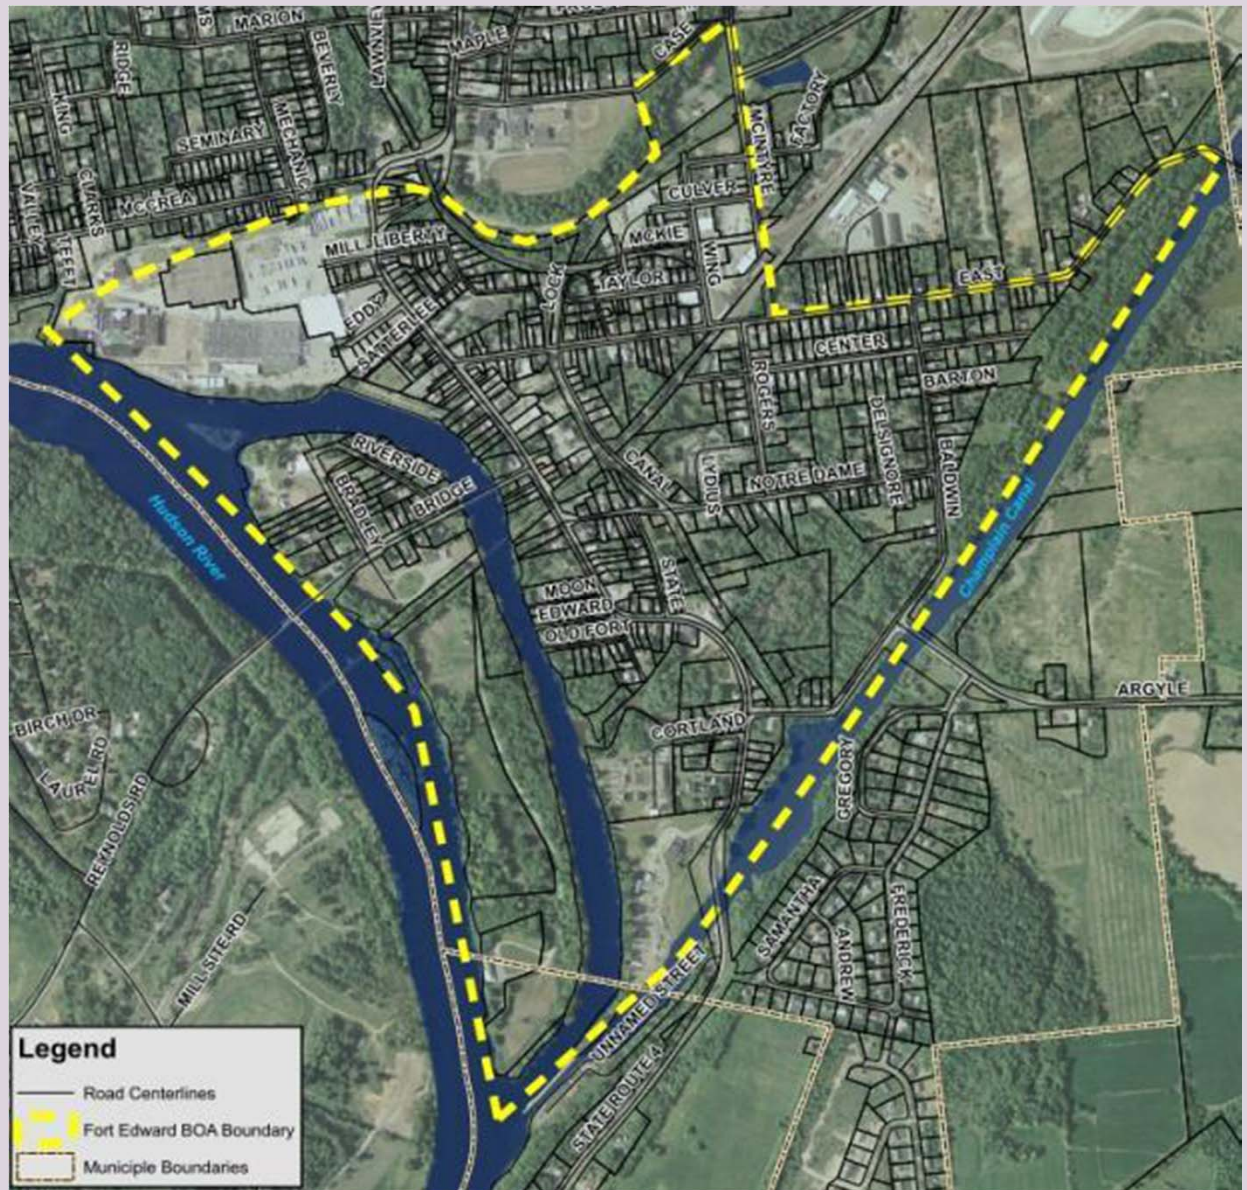 MARION
MAPLE
CASE
RIDGE
BEVERLY
LAWNVIEW
KING
SEMINARY
MECHANIC
MCINTYRE
FACTORY
VALLEY
CLARKS
MCCREA
CULVER
MILL LIBERTY
MCKIE
WING
LOCK
TAYLOR
EAST
EDDY
SATTERLEE
CENTER
BARTON
ROGERS
DELSIGNORE
BALDWIN
RIVERSIDE
BRADLEY
BRIDGE
CANAL
LYDIUS
NOTRE DAME
Hudson River
Champlain Canal
MOON
EDWARD
OLD FORT
STATE
ARGYLE
CORTLAND
BIRCH DR
LAUREL RD
REYNOLDS RD
GREGORY
SAMANTHA
ANDREW
FREDERICK
MILL SITE RD
UNNAMED STREET
STATE ROUTE 4
Legend
Road Centerlines
Fort Edward BOA Boundary
Municiple Boundaries